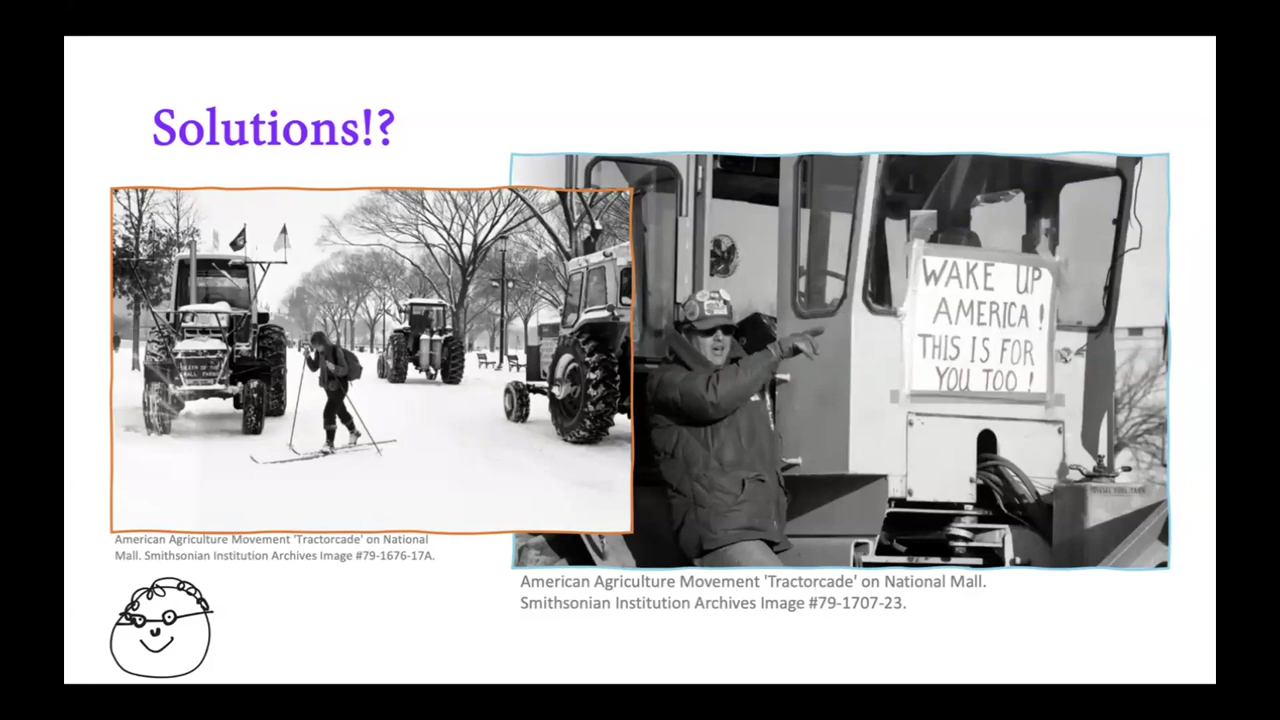 Solutions!?
WAKE UP
AMERICA!
THIS IS FOR
YOU TOO!
American Agriculture Movement 'Tractorcade' on National
Mall. Smithsonian Institution Archives Image #79-1676-17A.
American Agriculture Movement 'Tractorcade' on National Mall.
Smithsonian Institution Archives Image #79-1707-23.